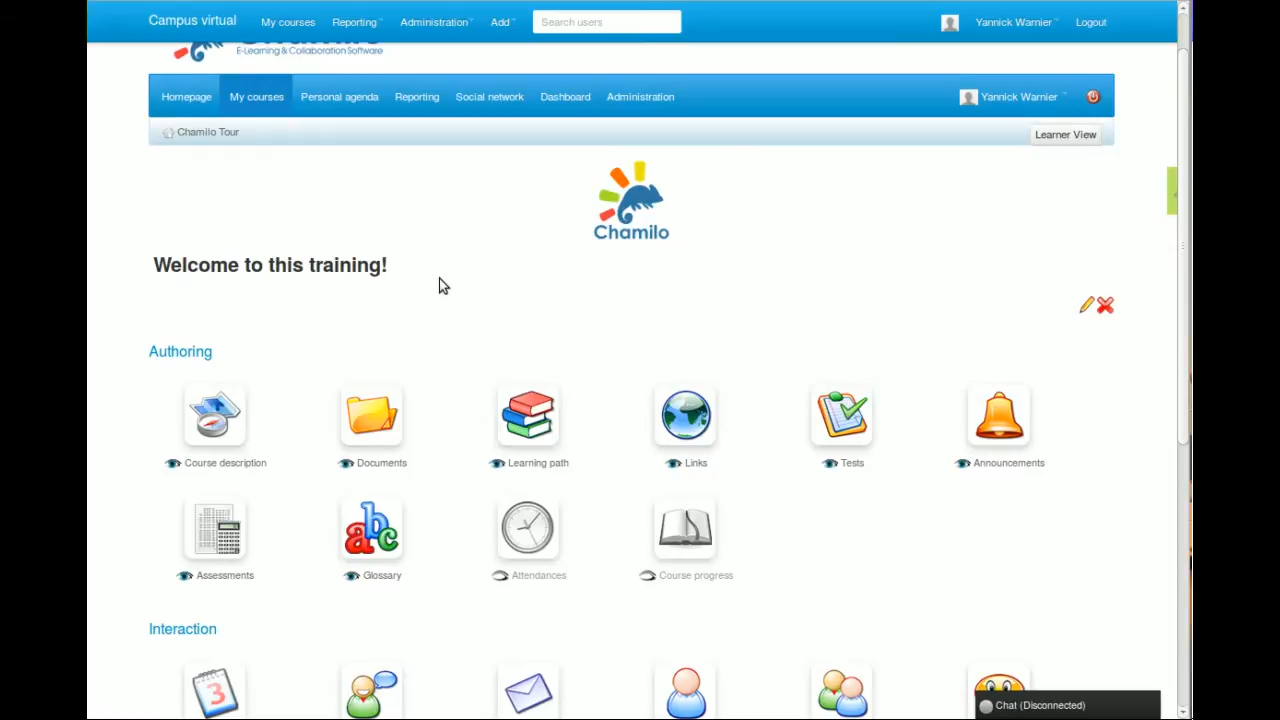 Campus virtual My courses Reporting Administration Add Search users Yannick Warnier Logout
E-Learning & Collaboration Software
Homepage My courses Personal agenda Reporting Social network Dashboard Administration Yannick Warnier
Chamilo Tour Learner View
Chamilo
Welcome to this training!
Authoring
Course description Documents Learning path Links Tests Announcements
abc
Assessments Glossary Attendances Course progress
Interaction
3
Chat (Disconnected)